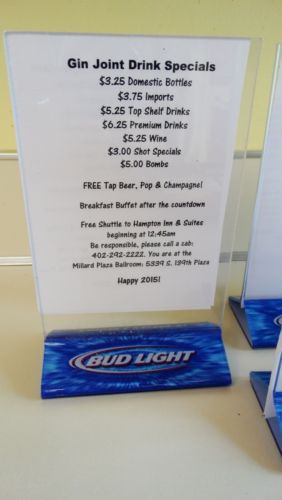 Gin Joint Drink Specials
$3.25 Domestic Bottles
$3.75 Imports
$5.25 Top Shelf Drinks
$6.25 Premium Drinks
$5.25 Wine
$3.00 Shot Specials
$5.00 Bombs
FREE Tap Beer, Pop & Champagne!
Breakfast Buffet after the countdown
Free Shuttle to Hampton Inn & Suites
beginning at 12:45am
Be responsible, please call a cab:
402-292-2222. You are at the
Millard Plaza Ballroom: 5339 S. 139th Plaza
Happy 2015!
BUD LIGHT